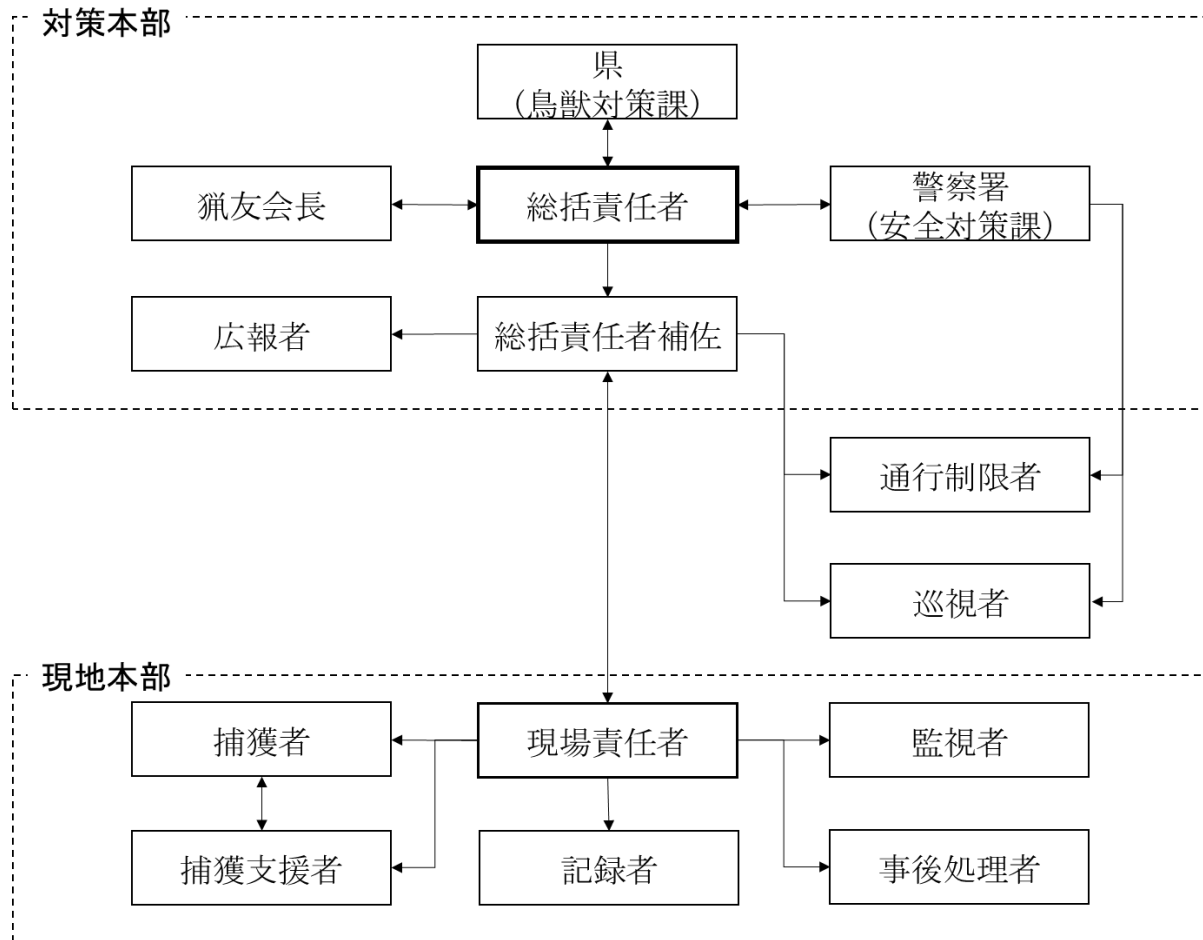 対策本部
県
（鳥獣対策課）
猟友会長
総括責任者
警察署
（安全対策課）
広報者
総括責任者補佐
通行制限者
巡視者
現地本部
捕獲者
現場責任者
監視者
捕獲支援者
記録者
事後処理者